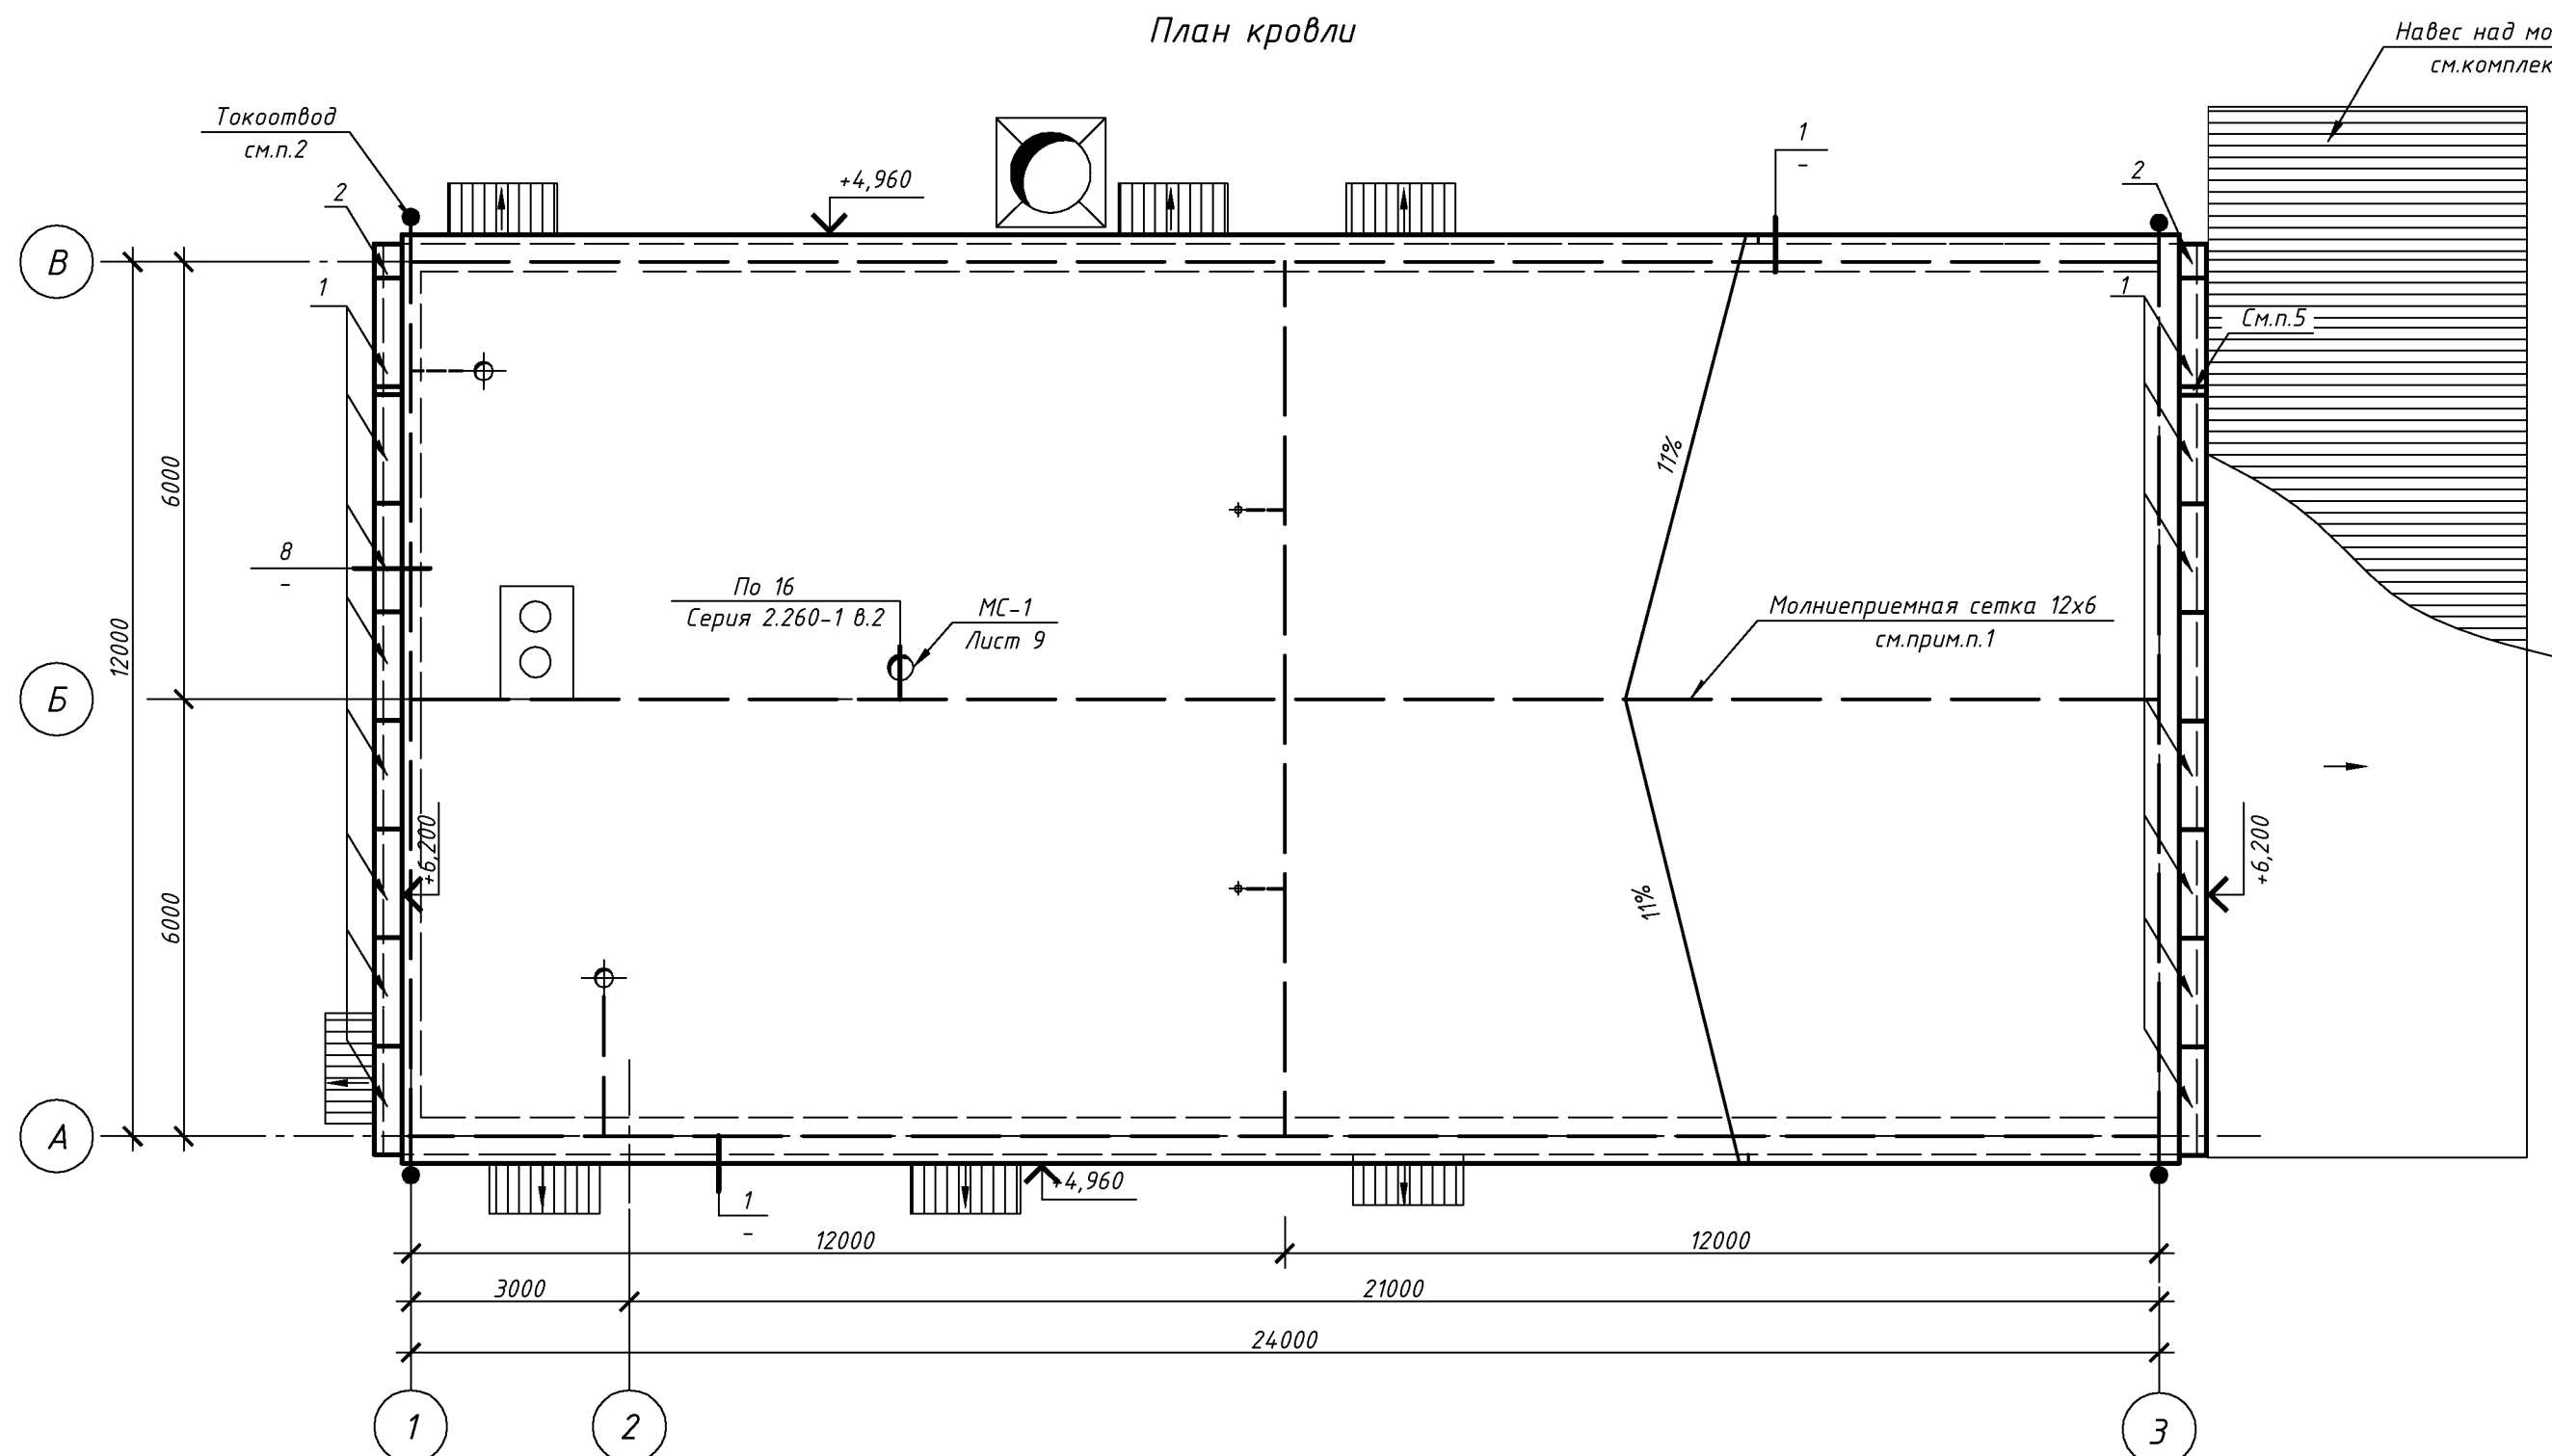 План кровли
Навес над мо
см.комплек
Токоотвод
см.п.2
1
-
+4,960
2
2
В
1
1
См.п.5
6000
11%
8
-
12000
По 16
Серия 2.260-1 в.2
МС-1
Лист 9
Молниеприемная сетка 12х6
см.прим.п.1
Б
+6,200
+6,200
6000
11%
А
+4,960
1
-
12000
12000
3000
21000
24000
1
2
3